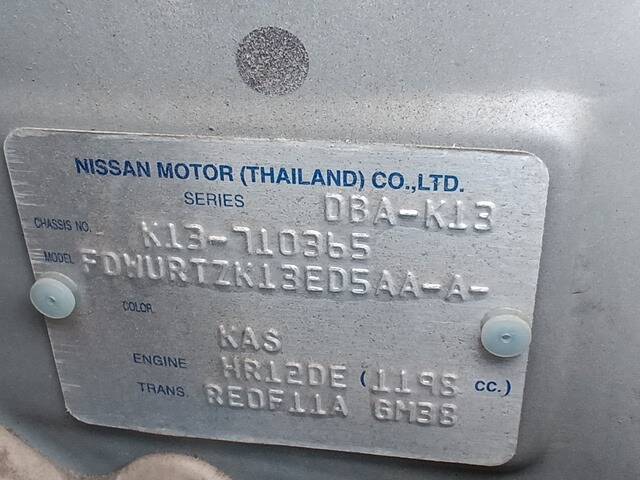 NISSAN MOTOR (THAILAND) CO.,LTD.
SERIES DBA-K13
CHASSIS NO. K13-710365
MODEL FDWURTZK13ED5AA-A-
COLOR
KAS
ENGINE HR12DE (1198 CC.)
TRANS. RE0F11A GM38